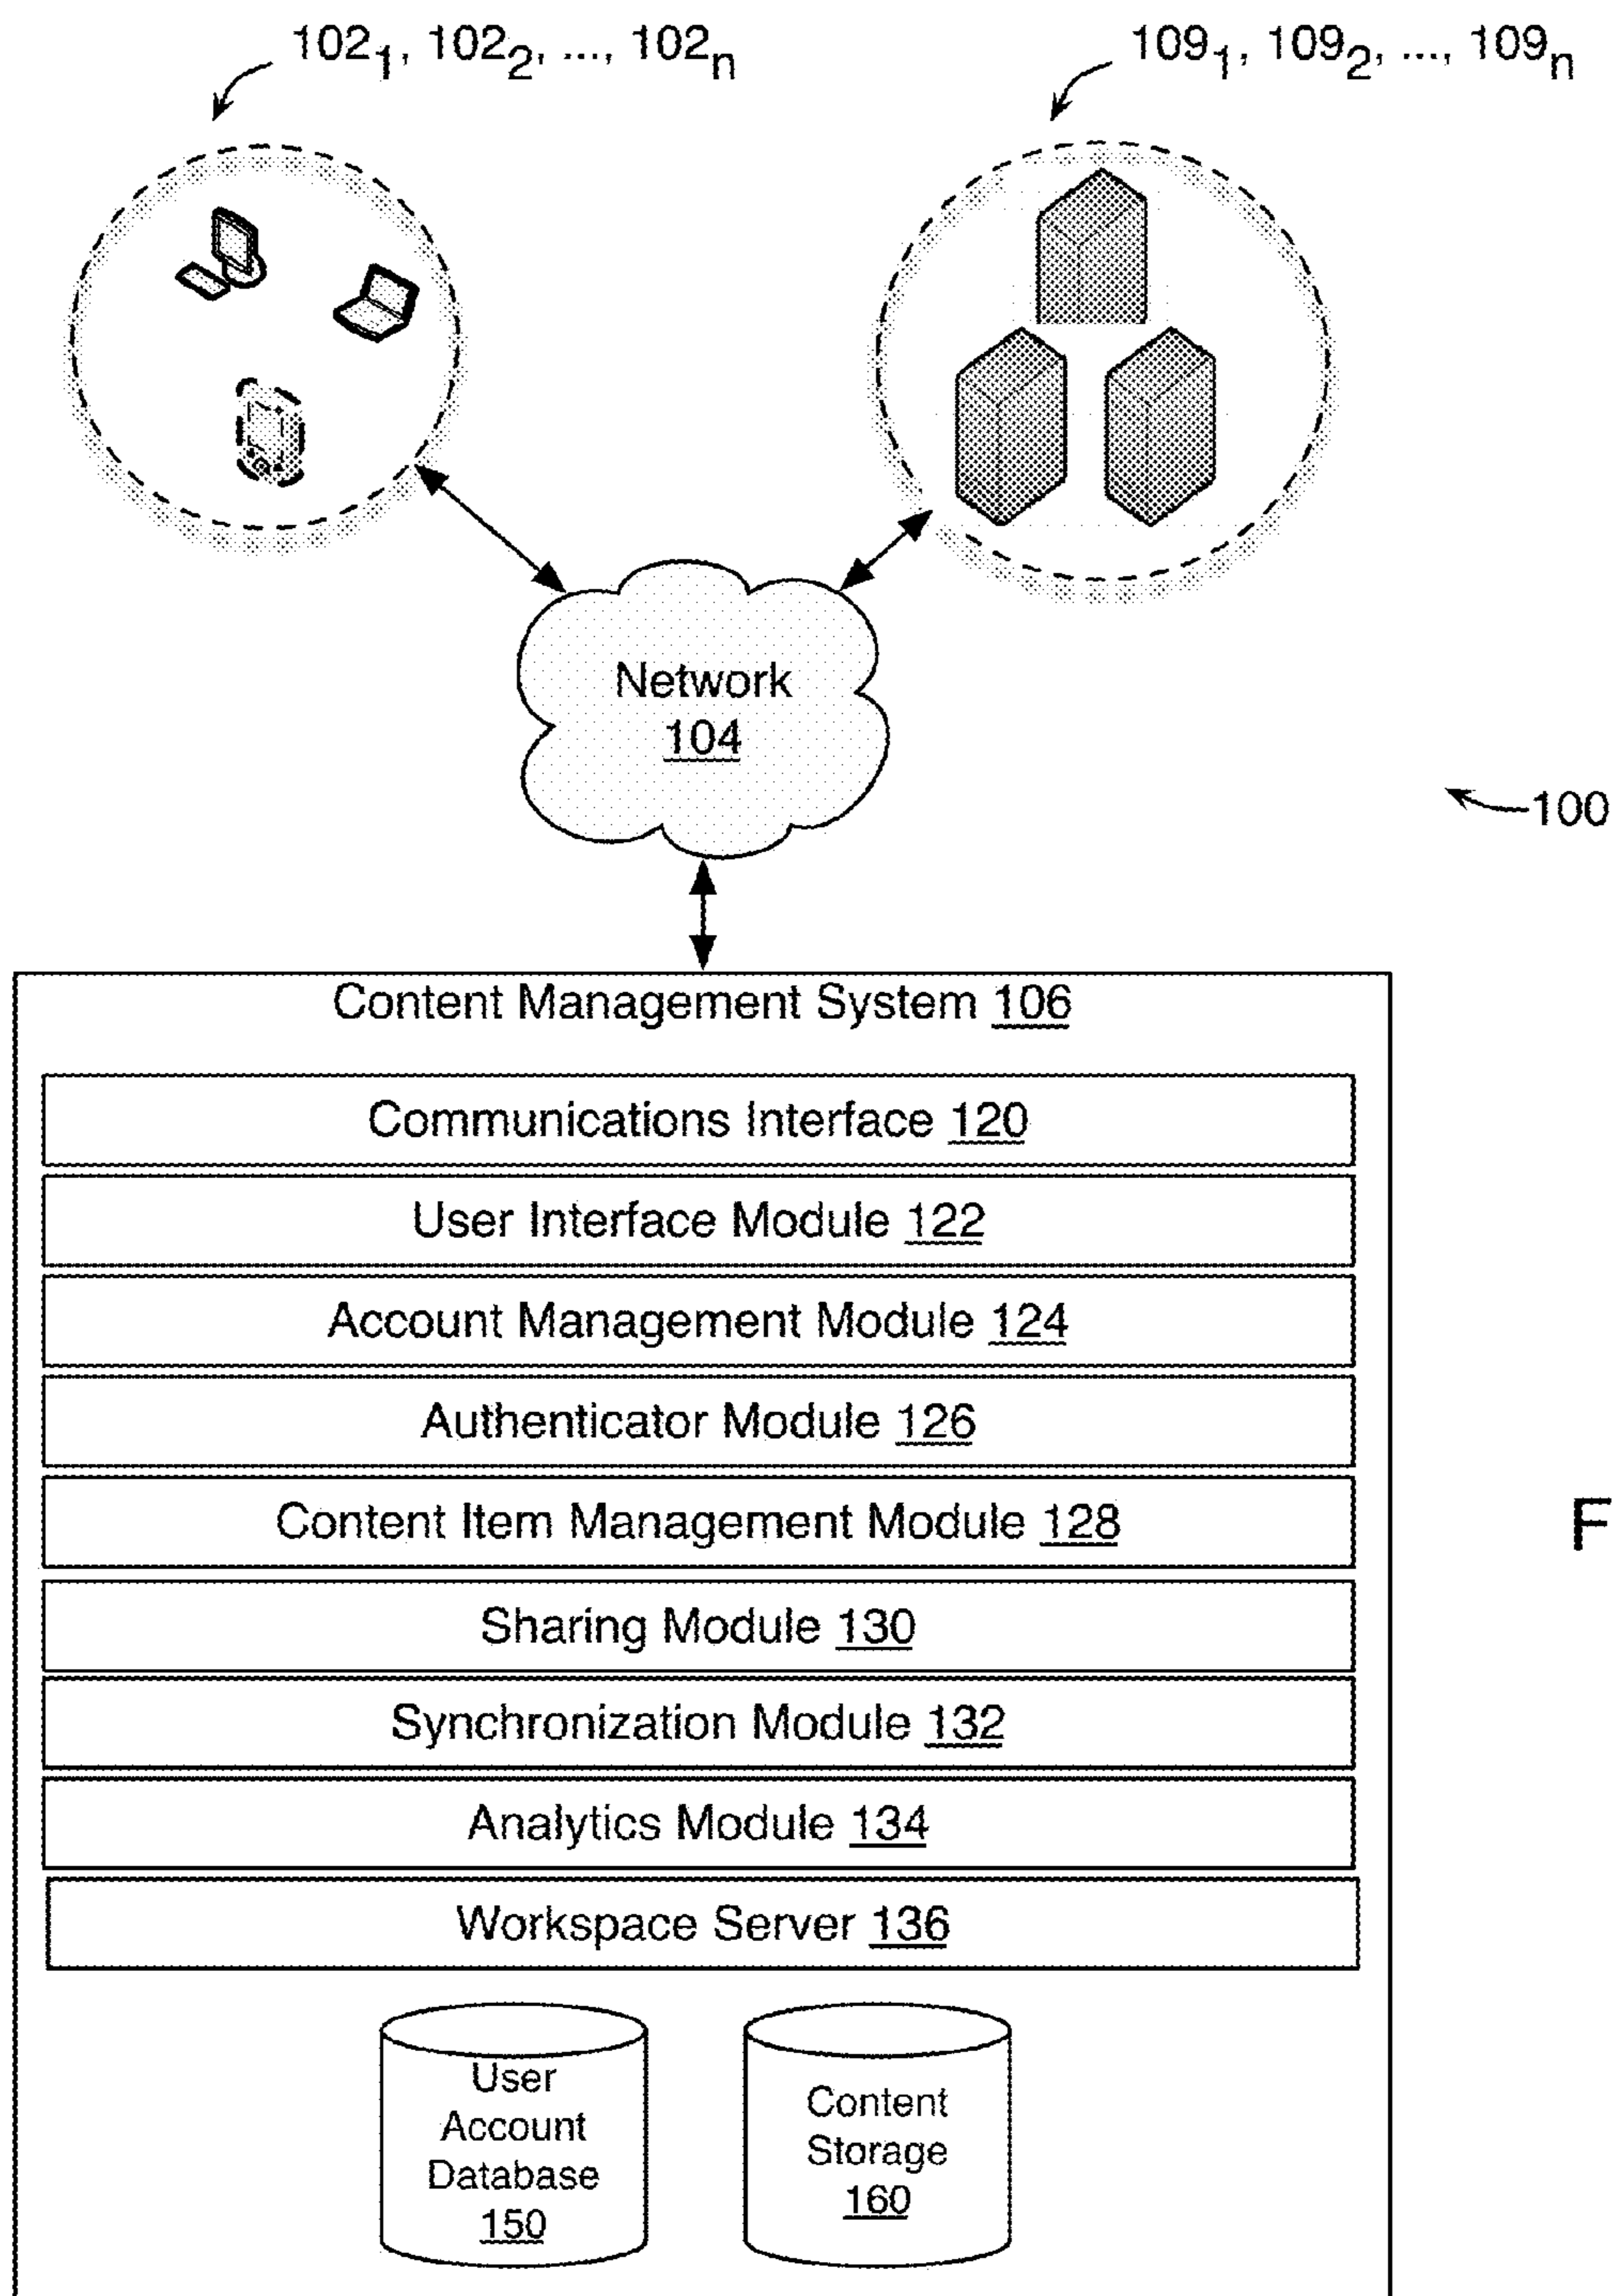 102₁, 102₂, ..., 102ₙ
109₁, 109₂, ..., 109ₙ
Network
104
100
Content Management System 106
Communications Interface 120
User Interface Module 122
Account Management Module 124
Authenticator Module 126
Content Item Management Module 128
F
Sharing Module 130
Synchronization Module 132
Analytics Module 134
Workspace Server 136
User
Account
Database
150
Content
Storage
160